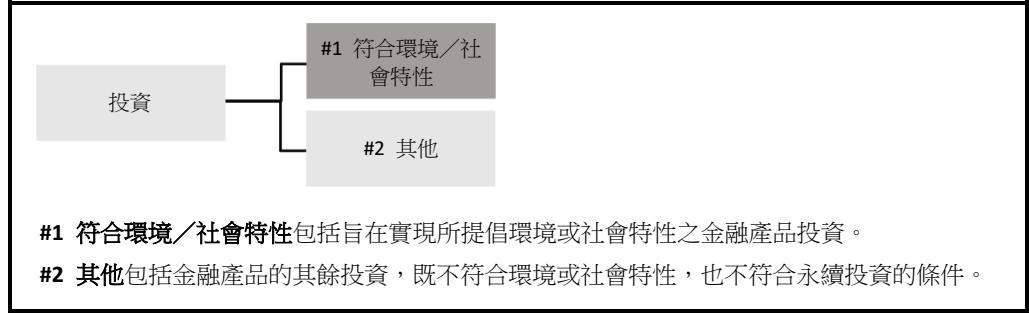 #1 符合環境／社
會特性
投資
#2 其他
#1 符合環境／社會特性包括旨在實現所提倡環境或社會特性之金融產品投資。
#2 其他包括金融產品的其餘投資，既不符合環境或社會特性，也不符合永續投資的條件。